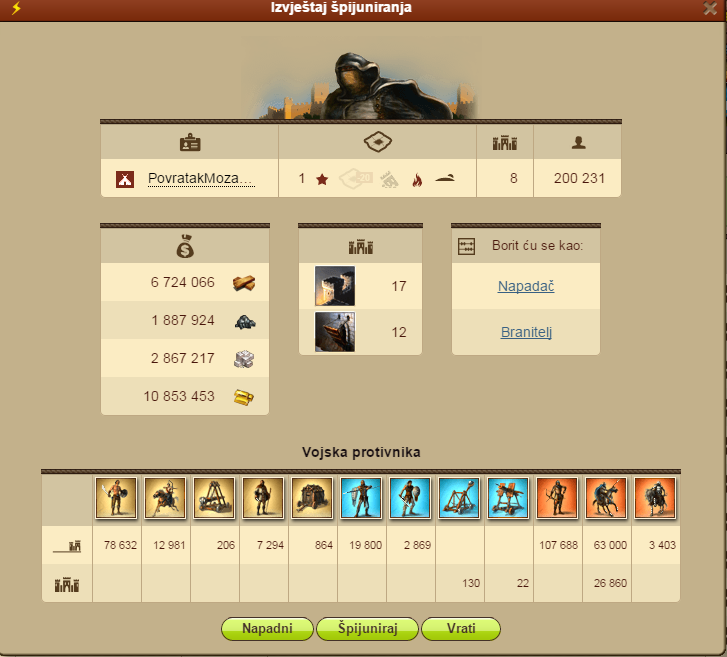 Izvještaj špijuniranja
PovratakMoza... 1 8 200 231
Borit ću se kao:
6 724 066 17 Napadač
1 887 924
12 Branitelj
2 867 217
10 853 453
Vojska protivnika
78 632 12 981 206 7 294 864 19 800 2 869 107 688 63 000 3 403
130 22 26 860
Napadni Špijuniraj Vrati